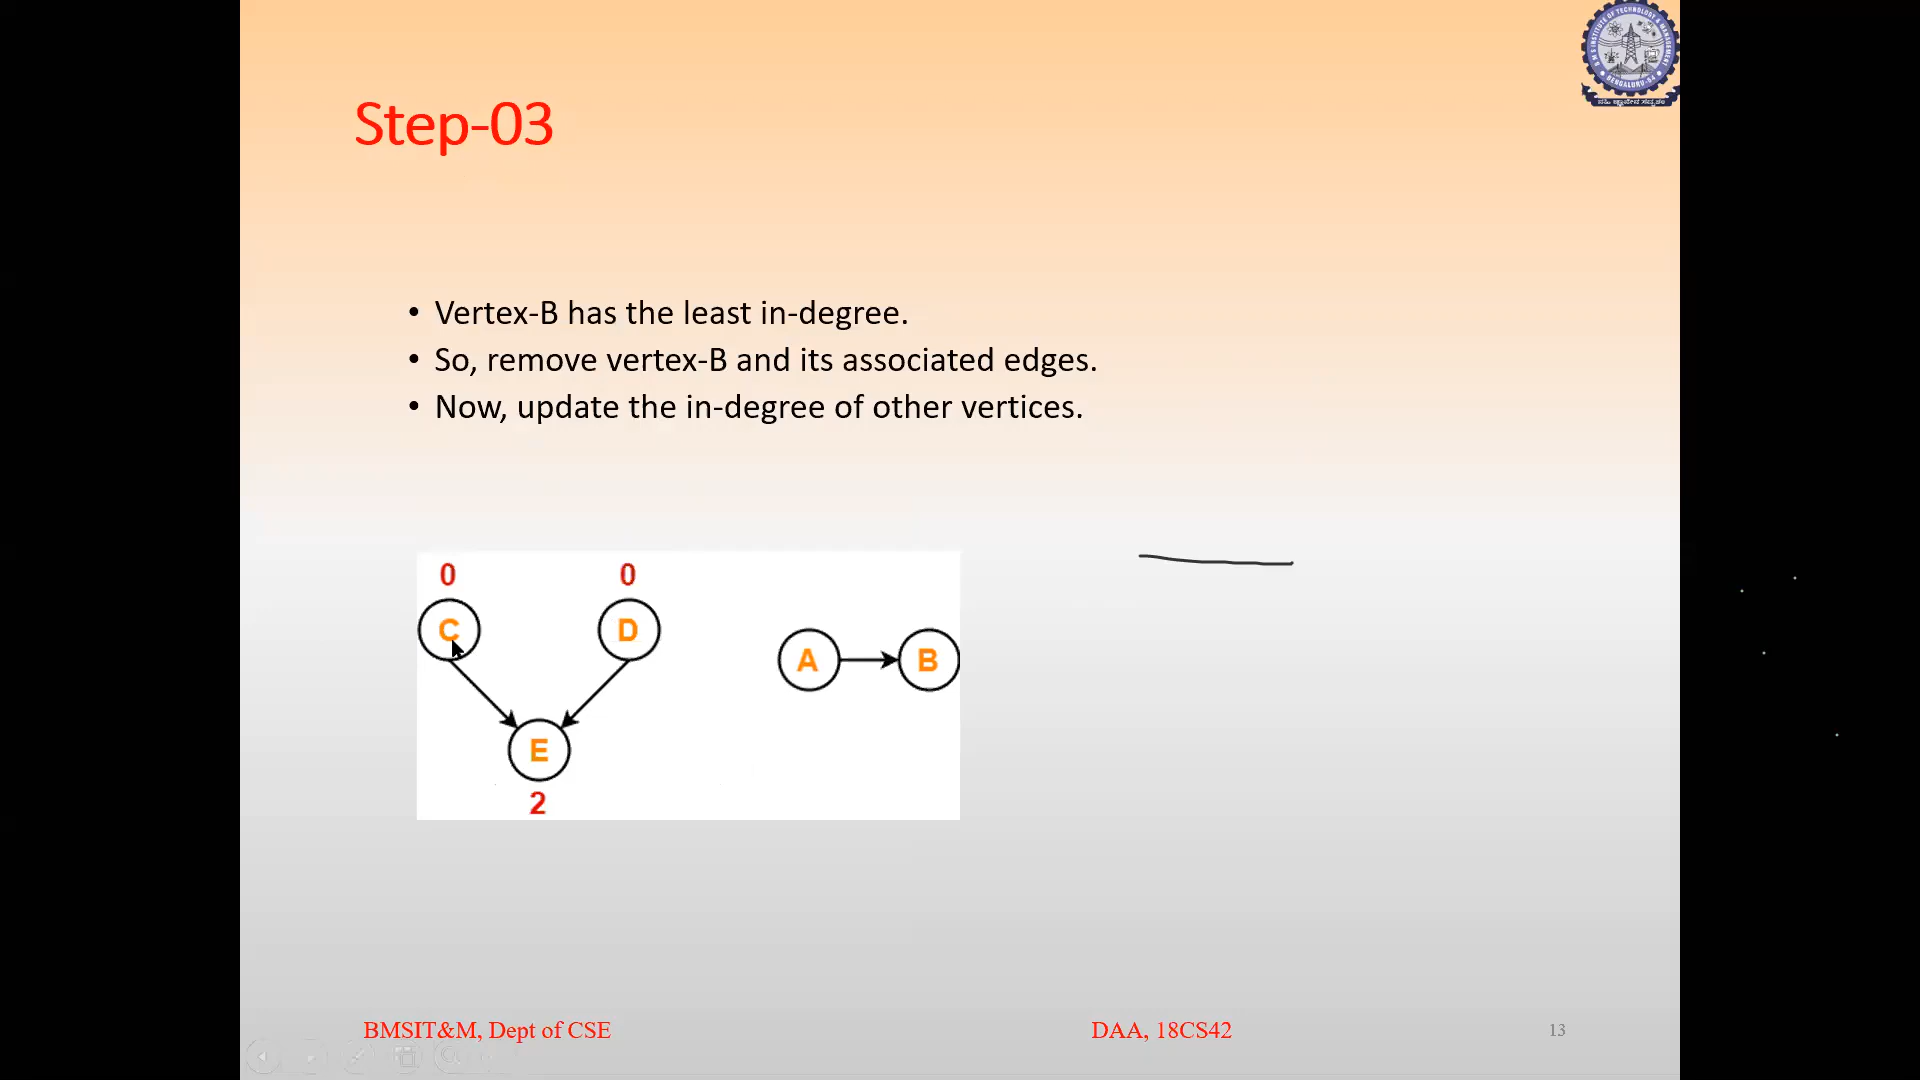 Step-03
• Vertex-B has the least in-degree.
• So, remove vertex-B and its associated edges.
• Now, update the in-degree of other vertices.
0 0
C D
A B
E
2
BMSIT&M, Dept of CSE
DAA, 18CS42
13